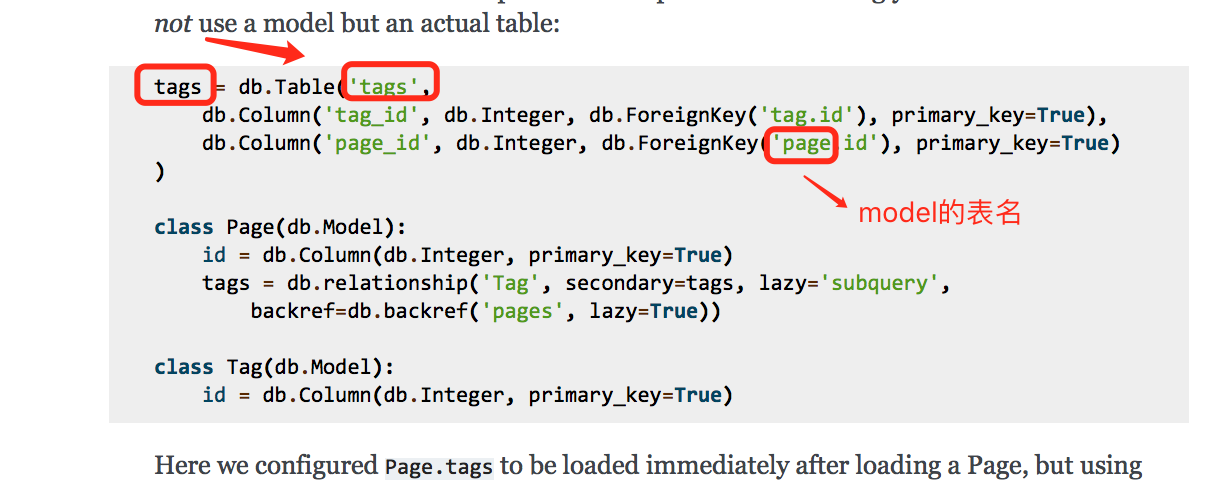 not use a model but an actual table:
tags = db.Table('tags',
    db.Column('tag_id', db.Integer, db.ForeignKey('tag.id'), primary_key=True),
    db.Column('page_id', db.Integer, db.ForeignKey('page.id'), primary_key=True)
)
model的表名
class Page(db.Model):
    id = db.Column(db.Integer, primary_key=True)
    tags = db.relationship('Tag', secondary=tags, lazy='subquery',
        backref=db.backref('pages', lazy=True))
class Tag(db.Model):
    id = db.Column(db.Integer, primary_key=True)
Here we configured Page.tags to be loaded immediately after loading a Page, but using